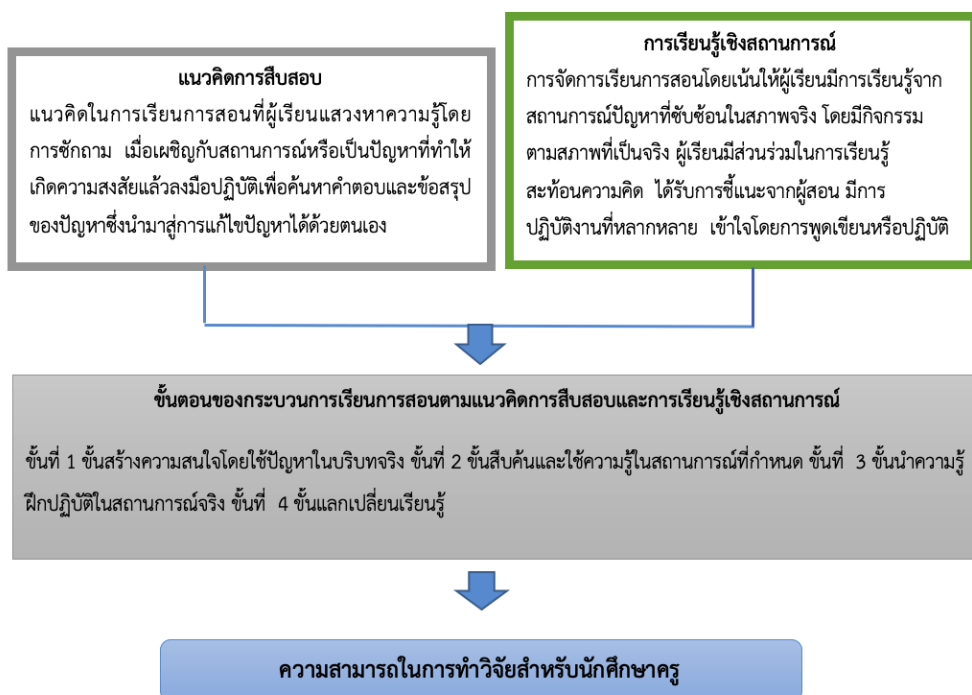 แนวคิดการสืบสอบ
แนวคิดในการเรียนการสอนที่ผู้เรียนแสวงหาความรู้โดย
การซักถาม เมื่อเผชิญกับสถานการณ์หรือเป็นปัญหาที่ทำให้
เกิดความสงสัยแล้วลงมือปฏิบัติเพื่อค้นหาคำตอบและข้อสรุป
ของปัญหาซึ่งนำมาสู่การแก้ไขปัญหาได้ด้วยตนเอง
การเรียนรู้เชิงสถานการณ์
การจัดการเรียนการสอนโดยเน้นให้ผู้เรียนมีการเรียนรู้จาก
สถานการณ์ปัญหาที่ซับซ้อนในสภาพจริง โดยมีกิจกรรม
ตามสภาพที่เป็นจริง ผู้เรียนมีส่วนร่วมในการเรียนรู้
สะท้อนความคิด ได้รับการชี้แนะจากผู้สอน มีการ
ปฏิบัติงานที่หลากหลาย เข้าใจโดยการพูดเขียนหรือปฏิบัติ
ขั้นตอนของกระบวนการเรียนการสอนตามแนวคิดการสืบสอบและการเรียนรู้เชิงสถานการณ์
ขั้นที่ 1 ขั้นสร้างความสนใจโดยใช้ปัญหาในบริบทจริง ขั้นที่ 2 ขั้นสืบค้นและใช้ความรู้ในสถานการณ์ที่กำหนด ขั้นที่ 3 ขั้นนำความรู้
ฝึกปฏิบัติในสถานการณ์จริง ขั้นที่ 4 ขั้นแลกเปลี่ยนเรียนรู้
ความสามารถในการทำวิจัยสำหรับนักศึกษาครู